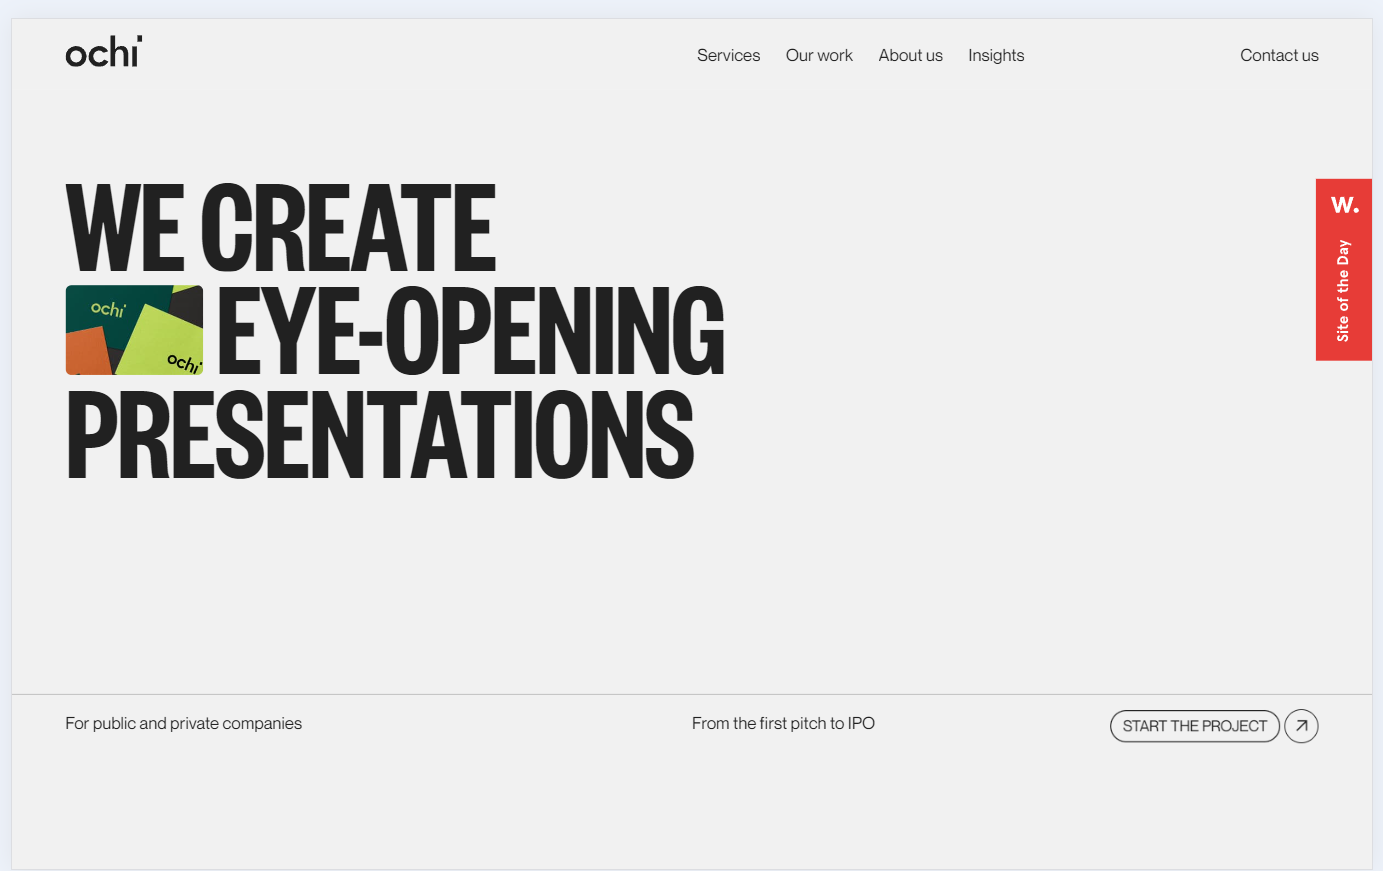 ochi
Services
Our work
About us
Insights
Contact us
WE CREATE
ochi
ochi
EYE-OPENING
PRESENTATIONS
W.
Site of the Day
For public and private companies
From the first pitch to IPO
START THE PROJECT